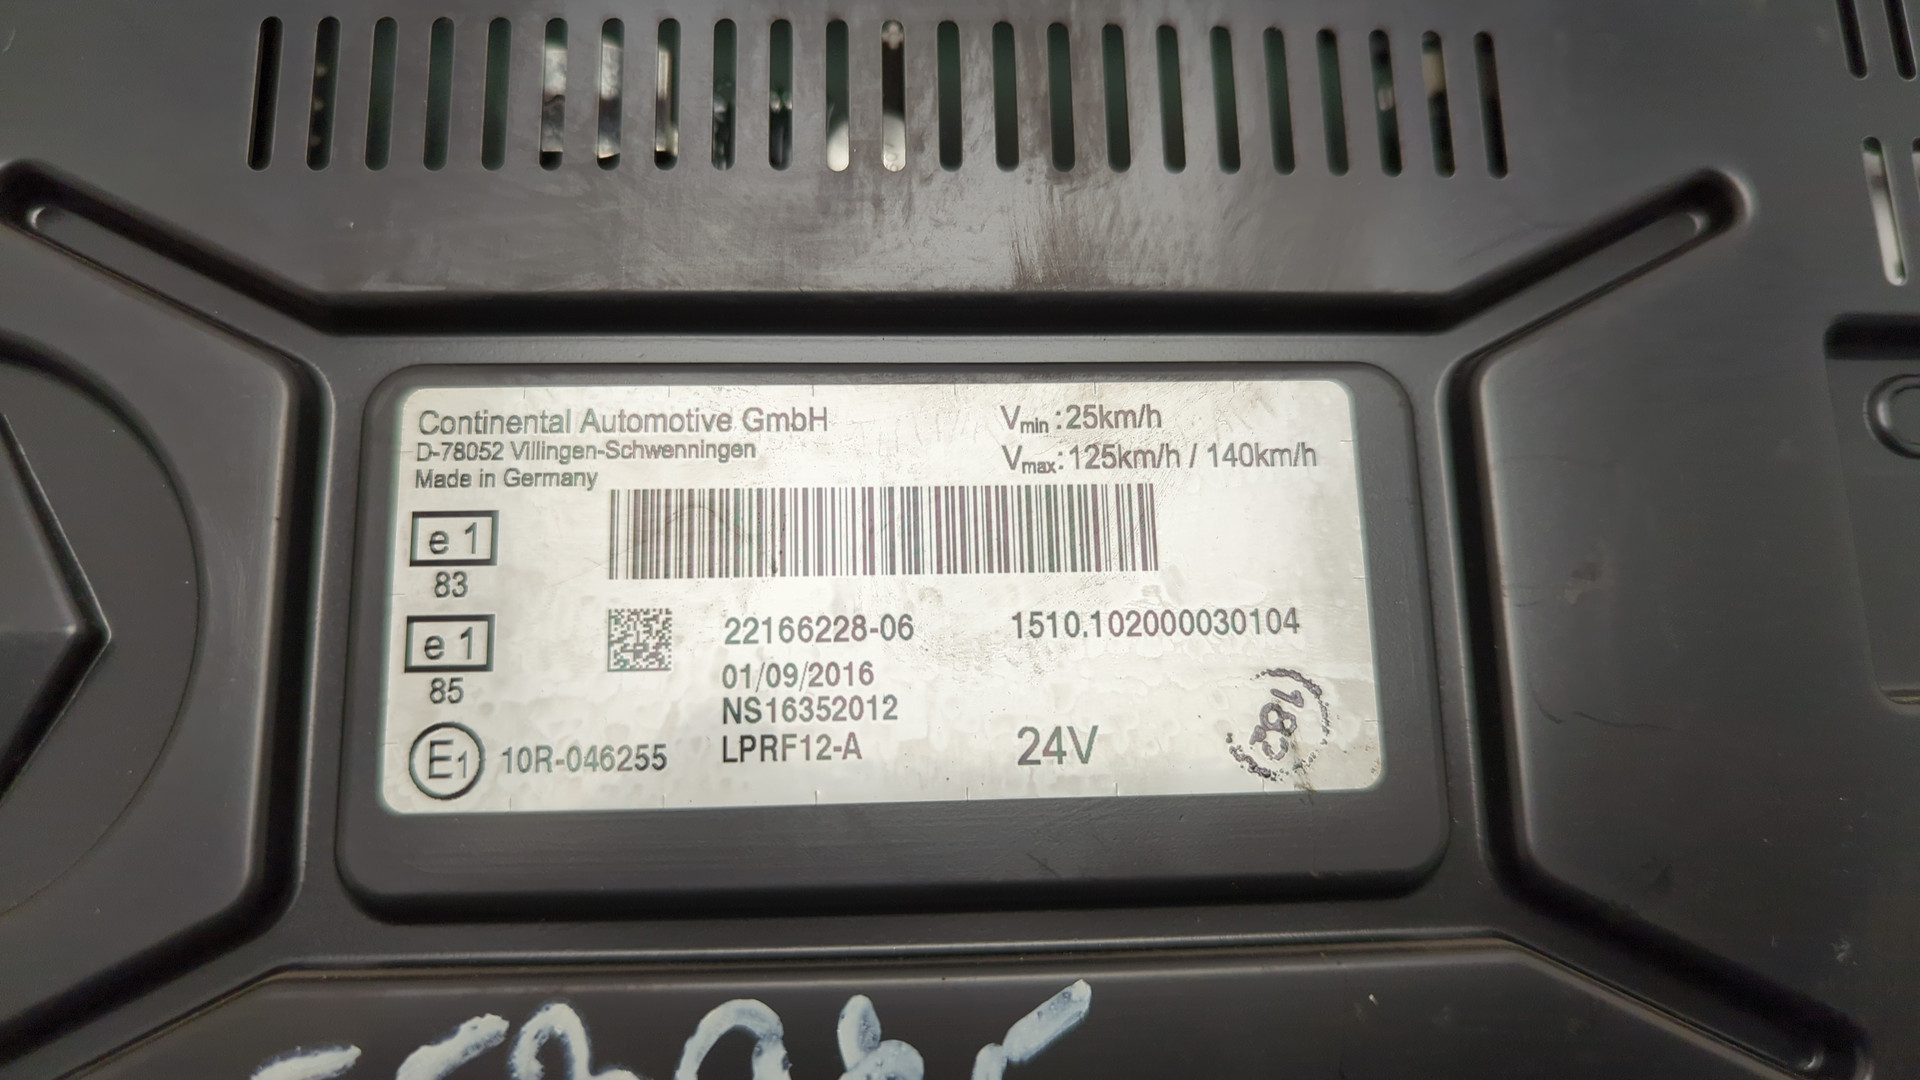 Continental Automotive GmbH
D-78052 Villingen-Schwenningen
Made in Germany
Vmin : 25km/h
Vmax : 125km/h / 140km/h
e 1
83
e 1
85
E1 10R-046255
22166228-06
01/09/2016
NS16352012
LPRF12-A
1510.102000030104
24V
182